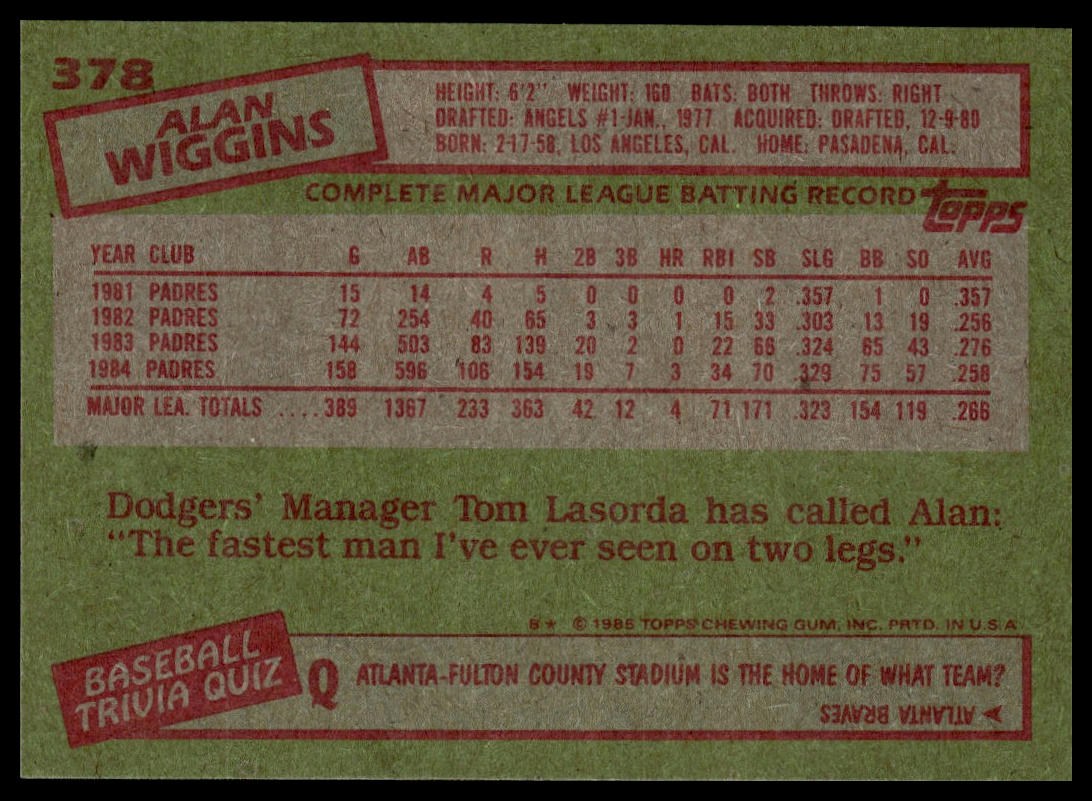 378
ALAN
WIGGINS
HEIGHT: 6'2" WEIGHT: 160 BATS: BOTH THROWS: RIGHT
DRAFTED: ANGELS #1-JAN., 1977 ACQUIRED: DRAFTED, 12-9-80
BORN: 2-17-58, LOS ANGELES, CAL. HOME: PASADENA, CAL.
COMPLETE MAJOR LEAGUE BATTING RECORD
topps
YEAR CLUB G AB R H 2B 3B HR RBI SB SLG BB SO AVG
1981 PADRES 15 14 4 5 0 0 0 0 2 .357 1 0 .357
1982 PADRES 72 254 40 65 3 3 1 15 33 .303 13 19 .256
1983 PADRES 144 503 83 139 20 2 0 22 66 .324 65 43 .276
1984 PADRES 158 596 106 154 19 7 3 34 70 .329 75 57 .258
MAJOR LEA. TOTALS ....389 1367 233 363 42 12 4 71 171 .323 154 119 .266
Dodgers' Manager Tom Lasorda has called Alan:
"The fastest man I've ever seen on two legs."
B* © 1985 TOPPS CHEWING GUM, INC. PRTD. IN U.S.A.
BASEBALL
TRIVIA QUIZ
Q ATLANTA-FULTON COUNTY STADIUM IS THE HOME OF WHAT TEAM?
ATLANTA BRAVES